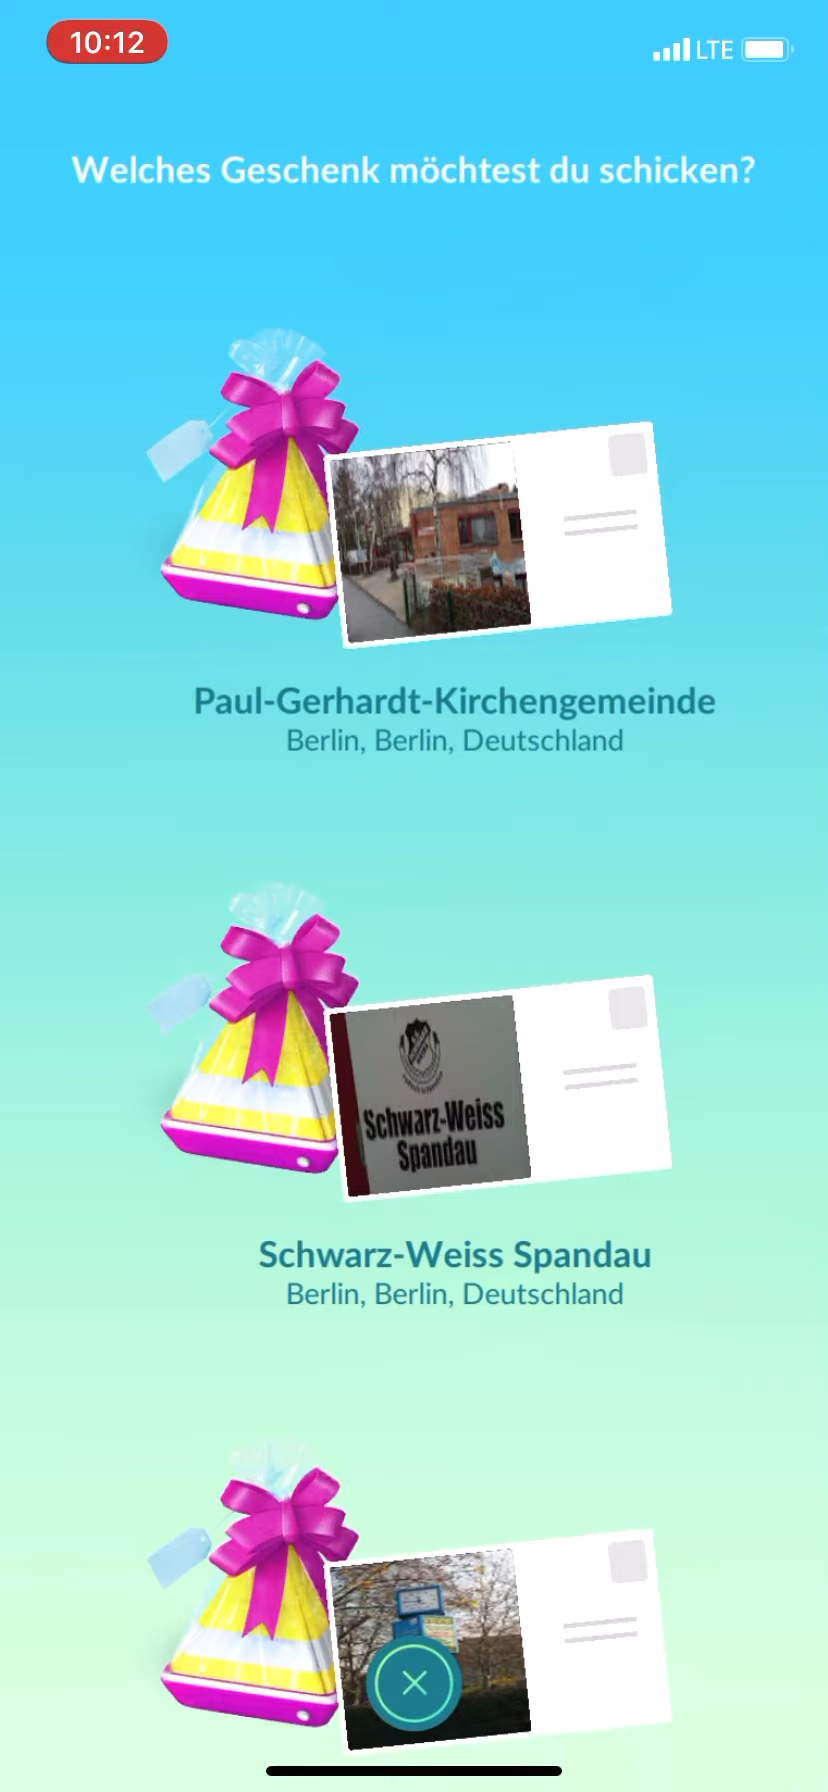 10:12
LTE
Welches Geschenk möchtest du schicken?
Paul-Gerhardt-Kirchengemeinde
Berlin, Berlin, Deutschland
Schwarz-Weiss
Spandau
Schwarz-Weiss Spandau
Berlin, Berlin, Deutschland